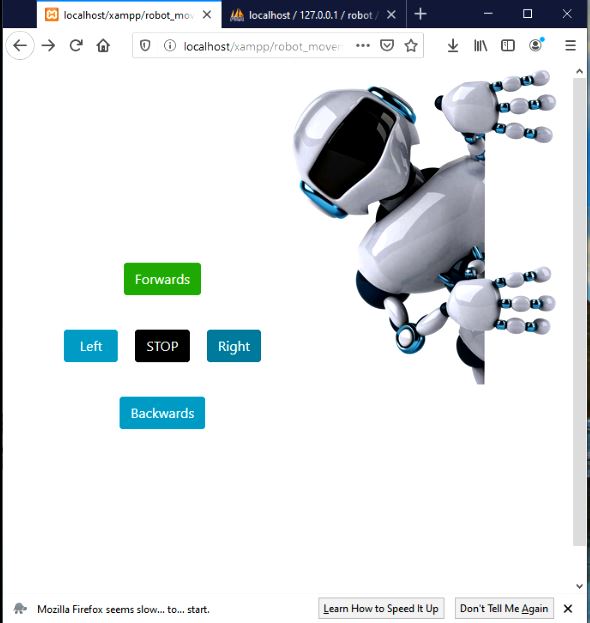 localhost/xampp/robot_mov
localhost / 127.0.0.1 / robot /
localhost/xampp/robot_mover
Forwards
Left STOP Right
Backwards
Mozilla Firefox seems slow... to... start. Learn How to Speed It Up Don't Tell Me Again